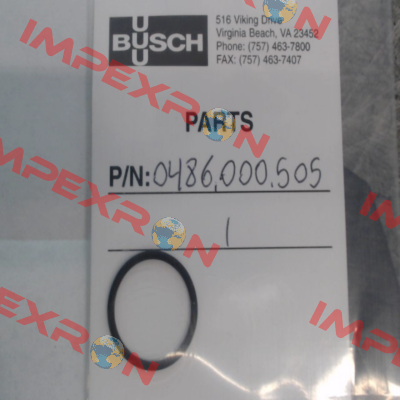 BUSCH
516 Viking Drive
Virginia Beach, VA 23452
Phone: (757) 463-7800
FAX: (757) 463-7407
PARTS
P/N: 0486.000.505
1
IMPEXRON
IMPEXRON
IMPEXRON
IMPEXRON
IMPEXRON